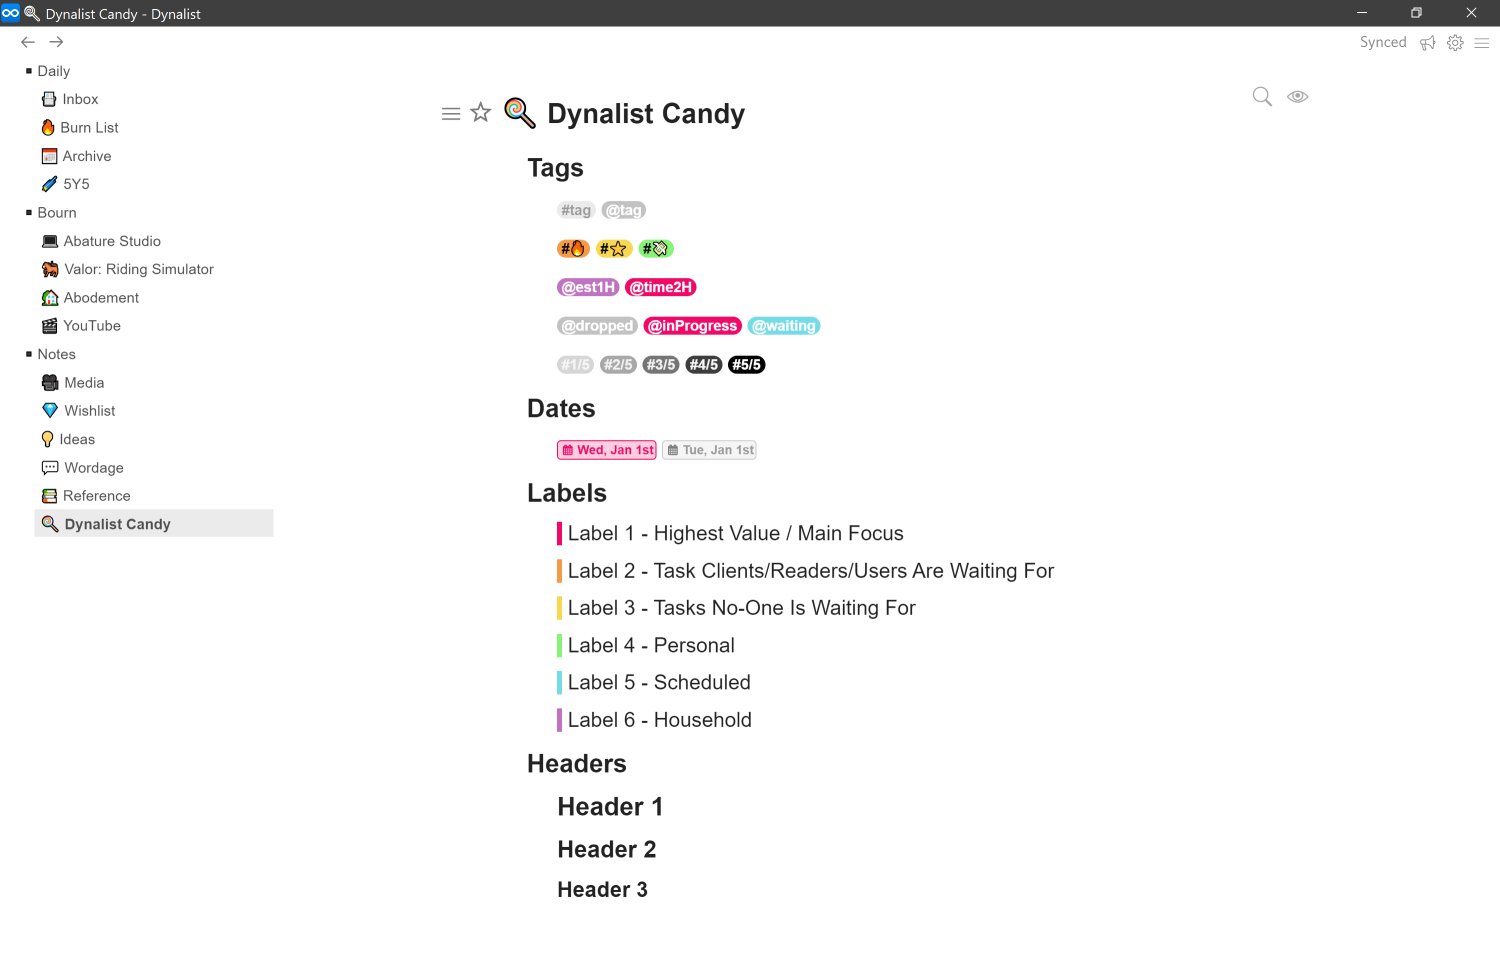 Dynalist Candy - Dynalist
Synced
Daily
Inbox
Burn List
Archive
5Y5
Bourn
Abature Studio
Valor: Riding Simulator
Abodement
YouTube
Notes
Media
Wishlist
Ideas
Wordage
Reference
Dynalist Candy
Dynalist Candy
Tags
#tag @tag
#🔥 #⭐ #
@est1H @time2H
@dropped @inProgress @waiting
#1/5 #2/5 #3/5 #4/5 #5/5
Dates
Wed, Jan 1st Tue, Jan 1st
Labels
Label 1 - Highest Value / Main Focus
Label 2 - Task Clients/Readers/Users Are Waiting For
Label 3 - Tasks No-One Is Waiting For
Label 4 - Personal
Label 5 - Scheduled
Label 6 - Household
Headers
Header 1
Header 2
Header 3